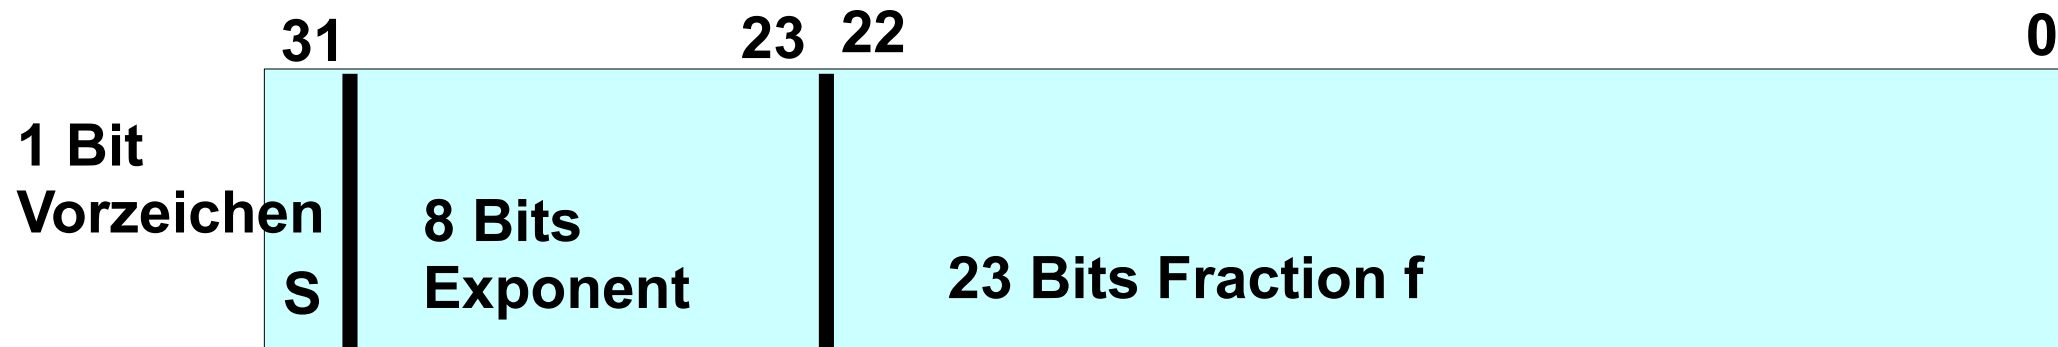 31 23 22 0
1 Bit
Vorzeichen
S
8 Bits
Exponent
23 Bits Fraction f